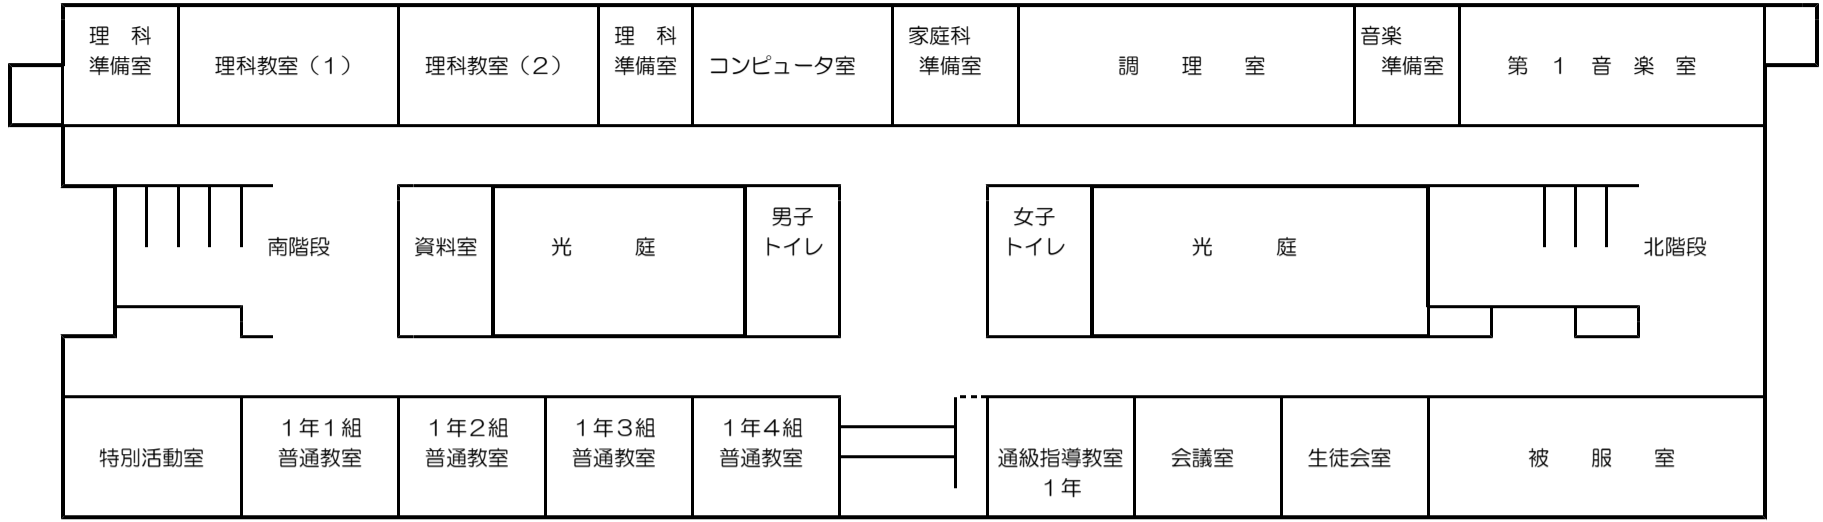 理　科
準備室
理科教室（１）
理科教室（２）
理　科
準備室
コンピュータ室
家庭科
準備室
調　理　室
音楽
準備室
第　１　音　楽　室
南階段
資料室
光　庭
男子
トイレ
女子
トイレ
光　庭
北階段
特別活動室
１年１組
普通教室
１年２組
普通教室
１年３組
普通教室
１年４組
普通教室
通級指導教室
１年
会議室
生徒会室
被　服　室